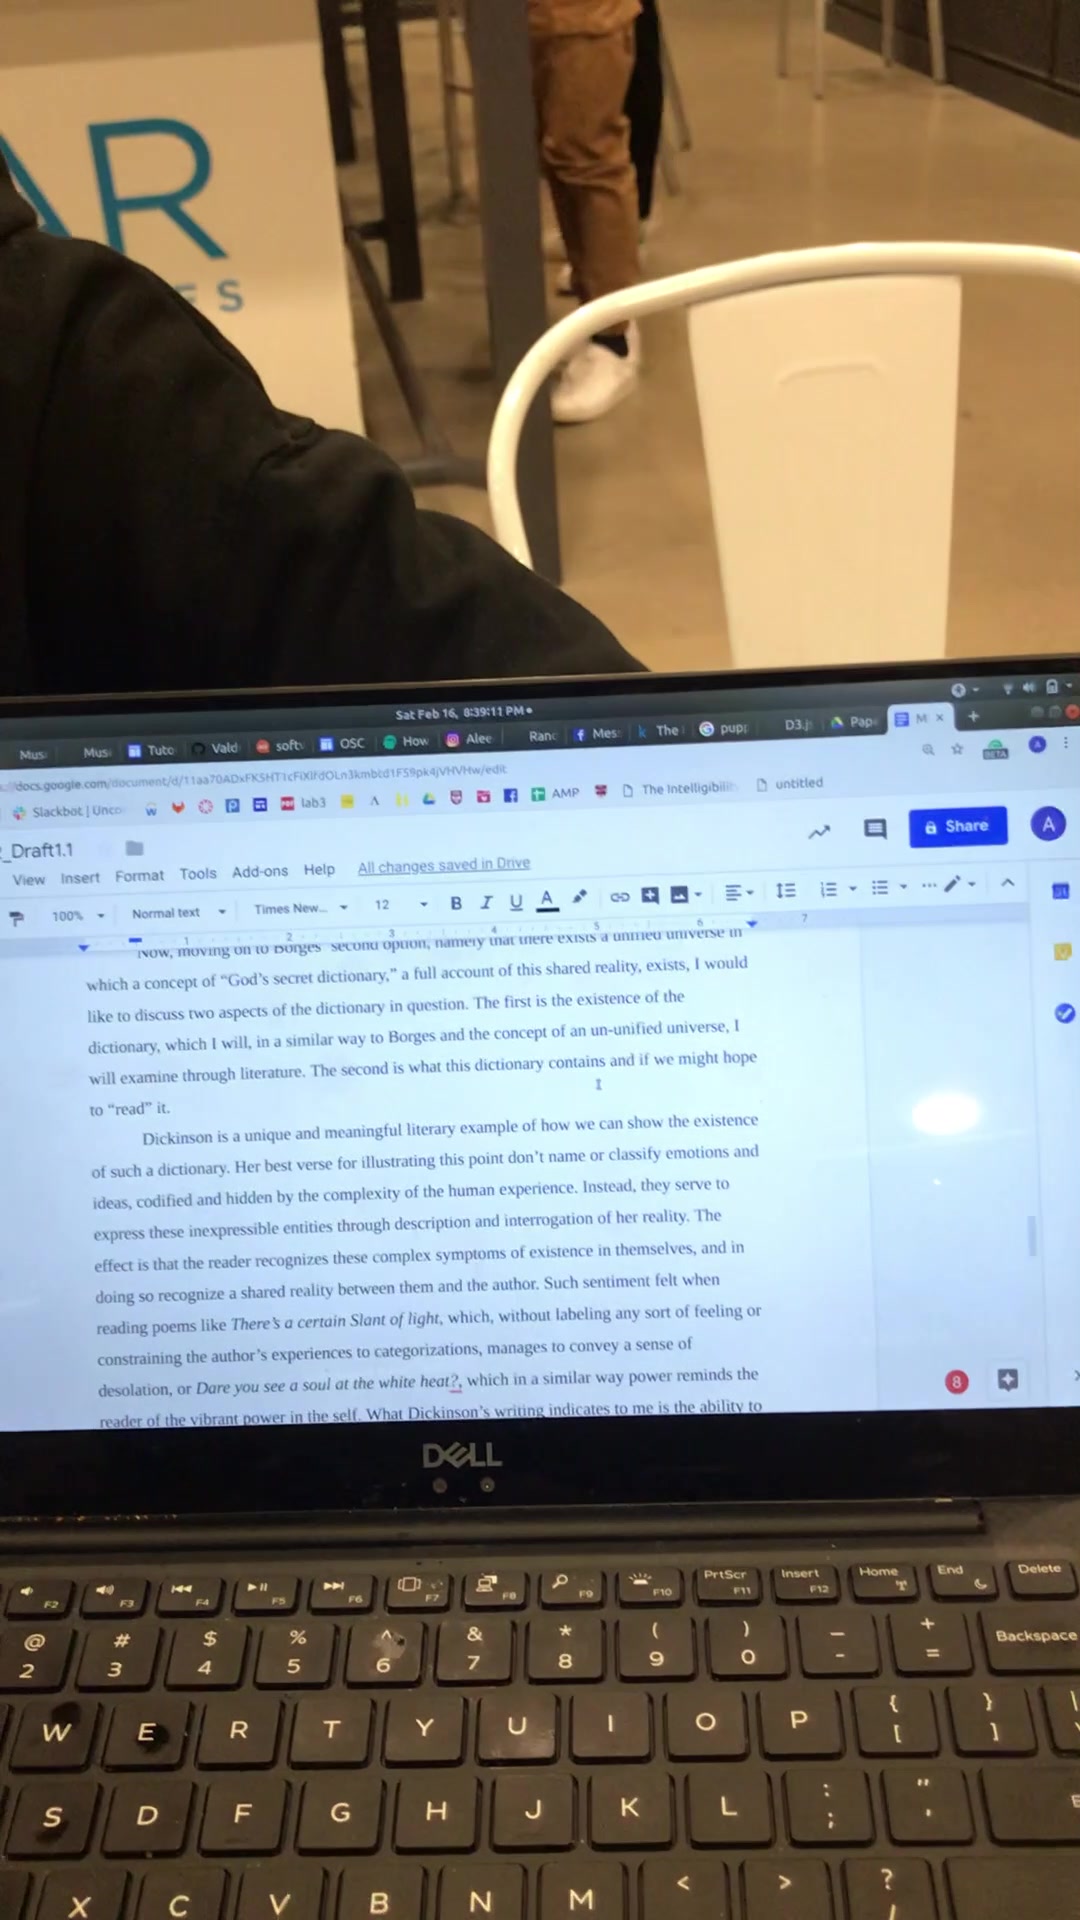 AR
ES
Sat Feb 16, 8:39:11 PM
Mus
Mus
Tuto
Vald
soft
OSC
How
Alee
Ranc
Mes
The
pupp
D3.j
Pap
M
docs.google.com/document/d/
/edit
Slackbot | Unco
lab3
AMP
The Intelligibili
untitled
BETA
_Draft1.1
Share
A
View Insert Format Tools Add-ons Help All changes saved in Drive
100% Normal text Times New... 12 B I U A
1 2 3 4 5 6 7
Now, moving on to Borges' second option, namely that there exists a unified universe in
which a concept of “God’s secret dictionary,” a full account of this shared reality, exists, I would
like to discuss two aspects of the dictionary in question. The first is the existence of the
dictionary, which I will, in a similar way to Borges and the concept of an un-unified universe, I
will examine through literature. The second is what this dictionary contains and if we might hope
to “read” it.
Dickinson is a unique and meaningful literary example of how we can show the existence
of such a dictionary. Her best verse for illustrating this point don’t name or classify emotions and
ideas, codified and hidden by the complexity of the human experience. Instead, they serve to
express these inexpressible entities through description and interrogation of her reality. The
effect is that the reader recognizes these complex symptoms of existence in themselves, and in
doing so recognize a shared reality between them and the author. Such sentiment felt when
reading poems like There’s a certain Slant of light, which, without labeling any sort of feeling or
constraining the author’s experiences to categorizations, manages to convey a sense of
desolation, or Dare you see a soul at the white heat?, which in a similar way power reminds the
reader of the vibrant power in the self. What Dickinson’s writing indicates to me is the ability to
8
DELL
F2 F3 F4 F5 F6 F7 F8 F9 F10 PrtScr F11 Insert F12 Home End Delete
@ # $ % ^ & * ( ) _ + Backspace
2 3 4 5 6 7 8 9 0 - =
W E R T Y U I O P { [ } ]
S D F G H J K L : ; " '
X C V B N M < > ? /